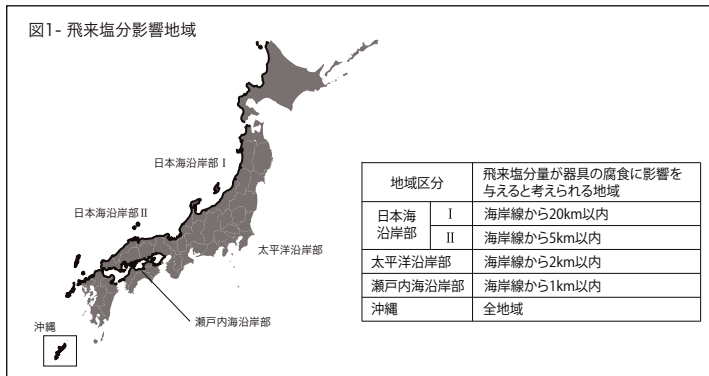 図1- 飛来塩分影響地域
日本海沿岸部 I
日本海沿岸部 II
太平洋沿岸部
瀬戸内海沿岸部
沖縄
地域区分
飛来塩分量が器具の腐食に影響を
与えると考えられる地域
日本海
沿岸部
I
海岸線から20km以内
II
海岸線から5km以内
太平洋沿岸部
海岸線から2km以内
瀬戸内海沿岸部
海岸線から1km以内
沖縄
全地域